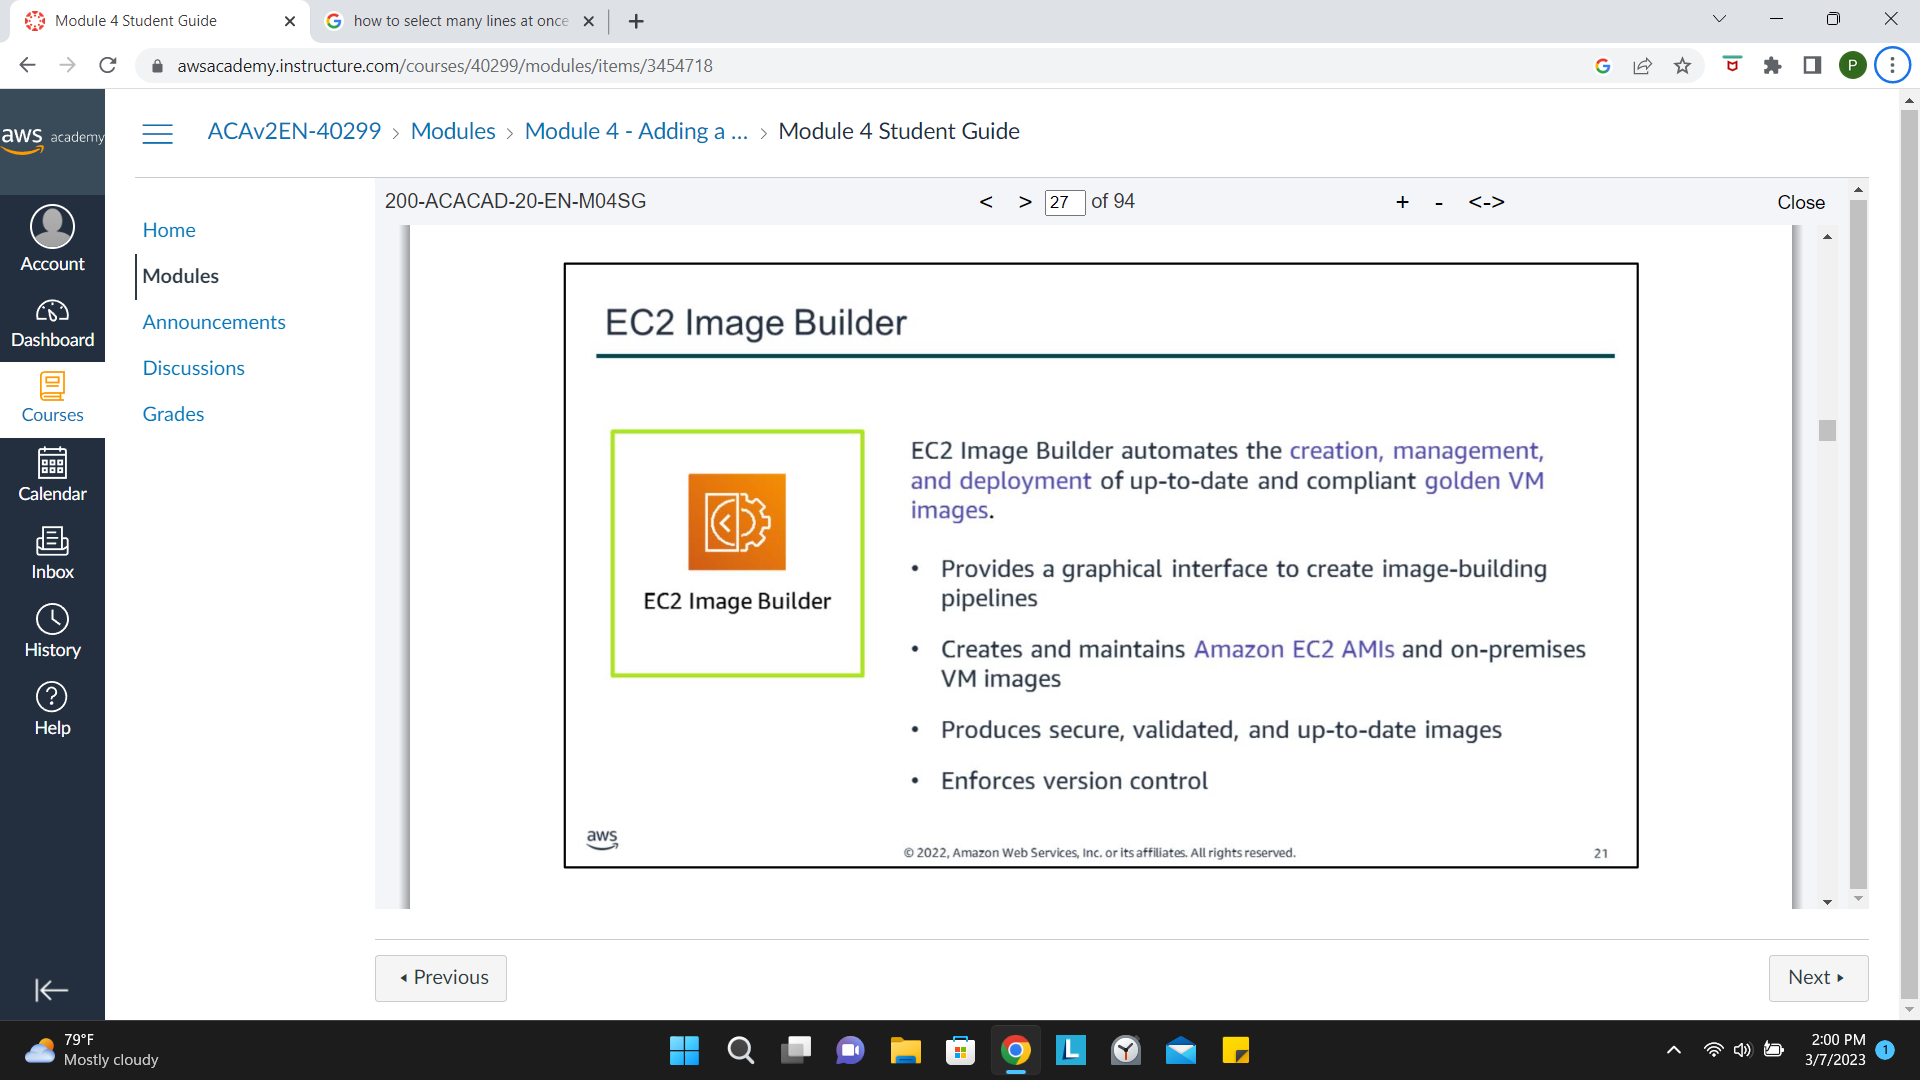 Module 4 Student Guide
how to select many lines at once
awsacademy.instructure.com/courses/40299/modules/items/3454718
P
aws academy
ACAv2EN-40299 > Modules > Module 4 - Adding a ... > Module 4 Student Guide
Account
Dashboard
Courses
Calendar
Inbox
History
Help
Home
Modules
Announcements
Discussions
Grades
200-ACACAD-20-EN-M04SG
< > 27 of 94
+ - <->
Close
EC2 Image Builder
EC2 Image Builder
EC2 Image Builder automates the creation, management,
and deployment of up-to-date and compliant golden VM
images.
• Provides a graphical interface to create image-building
pipelines
• Creates and maintains Amazon EC2 AMIs and on-premises
VM images
• Produces secure, validated, and up-to-date images
• Enforces version control
aws
© 2022, Amazon Web Services, Inc. or its affiliates. All rights reserved.
21
Previous
Next
79°F
Mostly cloudy
L
2:00 PM
3/7/2023
1